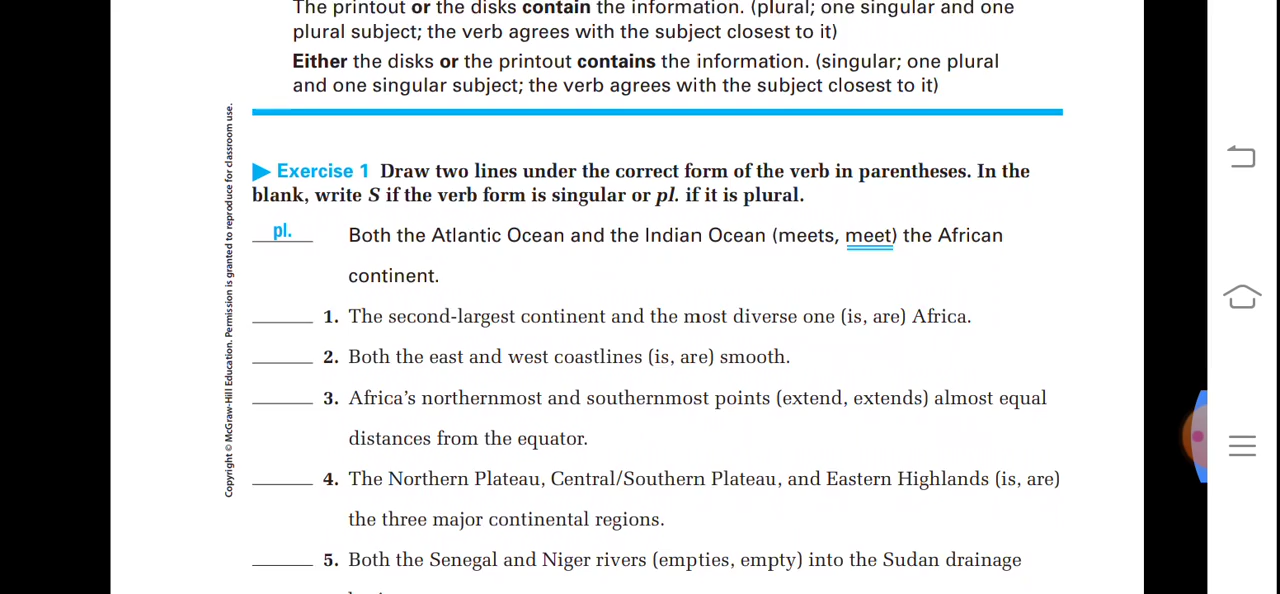 The printout or the disks contain the information. (plural; one singular and one
plural subject; the verb agrees with the subject closest to it)
Either the disks or the printout contains the information. (singular; one plural
and one singular subject; the verb agrees with the subject closest to it)
Copyright © McGraw-Hill Education. Permission is granted to reproduce for classroom use.
Exercise 1 Draw two lines under the correct form of the verb in parentheses. In the
blank, write S if the verb form is singular or pl. if it is plural.
pl. Both the Atlantic Ocean and the Indian Ocean (meets, meet) the African
continent.
1. The second-largest continent and the most diverse one (is, are) Africa.
2. Both the east and west coastlines (is, are) smooth.
3. Africa's northernmost and southernmost points (extend, extends) almost equal
distances from the equator.
4. The Northern Plateau, Central/Southern Plateau, and Eastern Highlands (is, are)
the three major continental regions.
5. Both the Senegal and Niger rivers (empties, empty) into the Sudan drainage